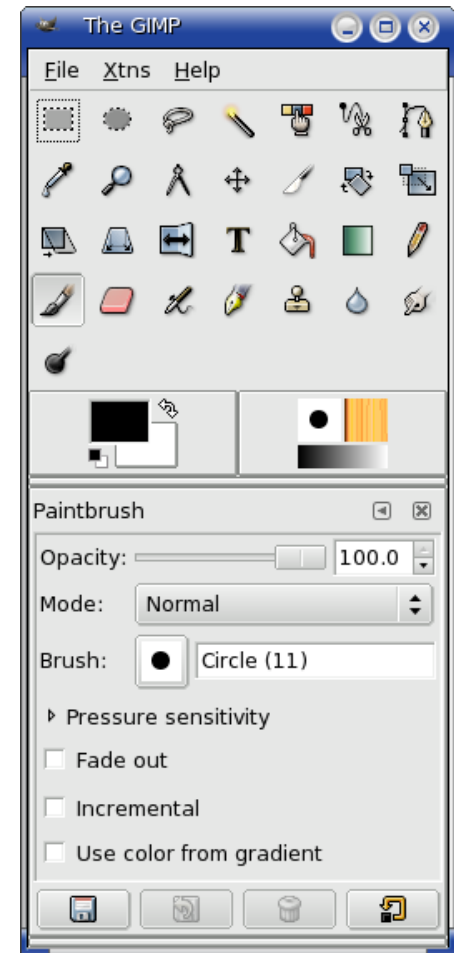 The GIMP
File Xtns Help
T
Paintbrush
Opacity: 100.0
Mode: Normal
Brush: Circle (11)
Pressure sensitivity
Fade out
Incremental
Use color from gradient